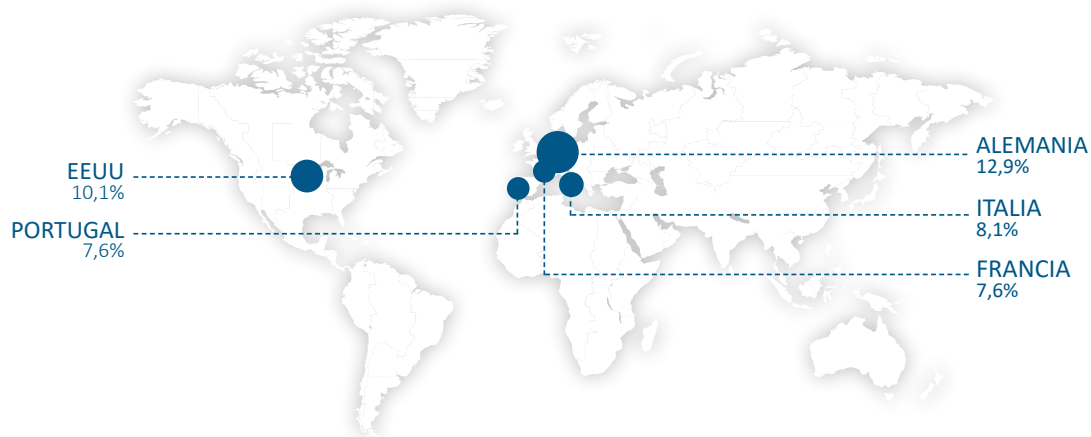 EEUU
10,1%
PORTUGAL
7,6%
ALEMANIA
12,9%
ITALIA
8,1%
FRANCIA
7,6%